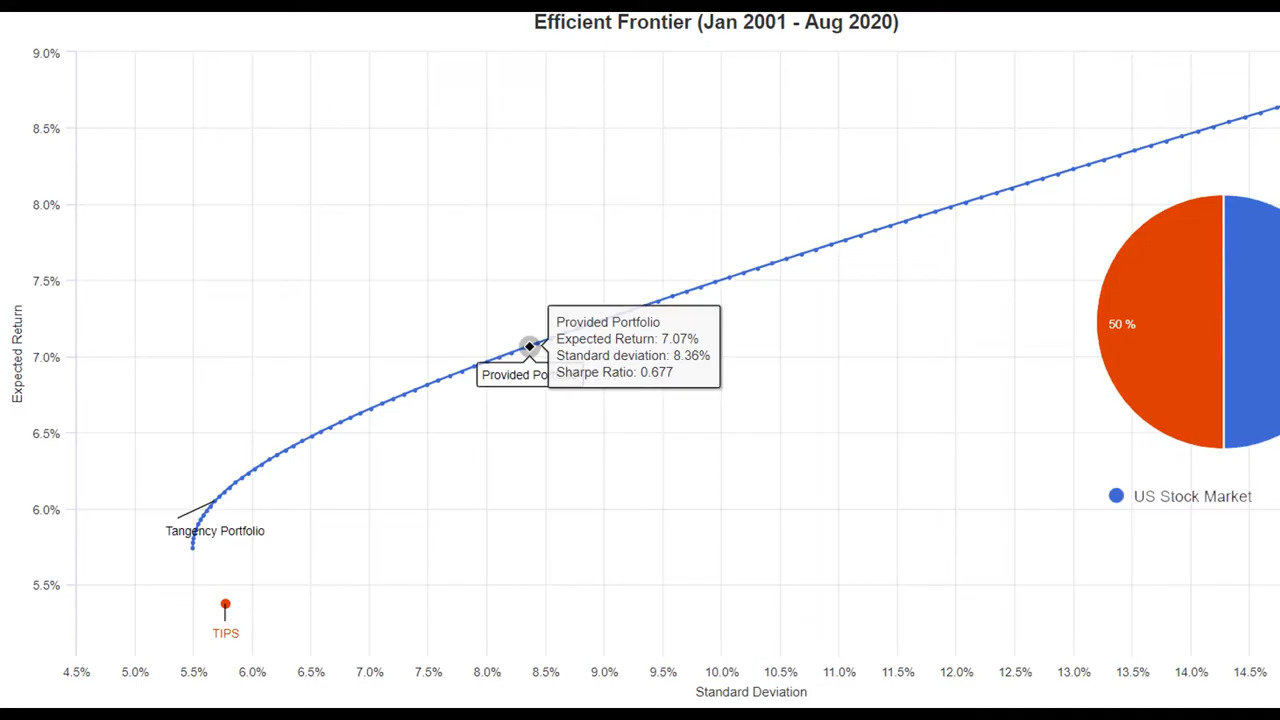 Efficient Frontier (Jan 2001 - Aug 2020)
9.0%
8.5%
8.0%
7.5%
7.0%
6.5%
6.0%
5.5%
Expected Return
Provided Portfolio
Expected Return: 7.07%
Standard deviation: 8.36%
Sharpe Ratio: 0.677
Provided
50 %
US Stock Market
Tangency Portfolio
TIPS
4.5% 5.0% 5.5% 6.0% 6.5% 7.0% 7.5% 8.0% 8.5% 9.0% 9.5% 10.0% 10.5% 11.0% 11.5% 12.0% 12.5% 13.0% 13.5% 14.0% 14.5%
Standard Deviation